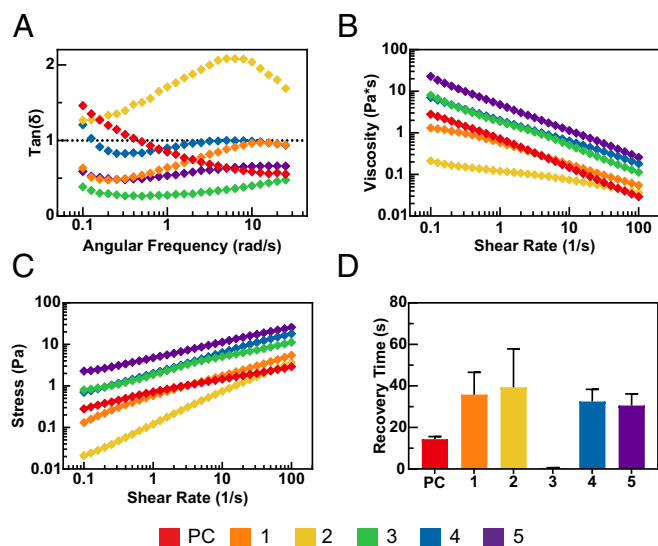 A
Tan(δ)
2
1
0
0.1 1 10
Angular Frequency (rad/s)
B
Viscosity (Pa*s)
100
10
1
0.1
0.01
0.1 1 10 100
Shear Rate (1/s)
C
Stress (Pa)
100
10
1
0.1
0.01
0.1 1 10 100
Shear Rate (1/s)
D
Recovery Time (s)
80
60
40
20
0
PC 1 2 3 4 5
PC 1 2 3 4 5